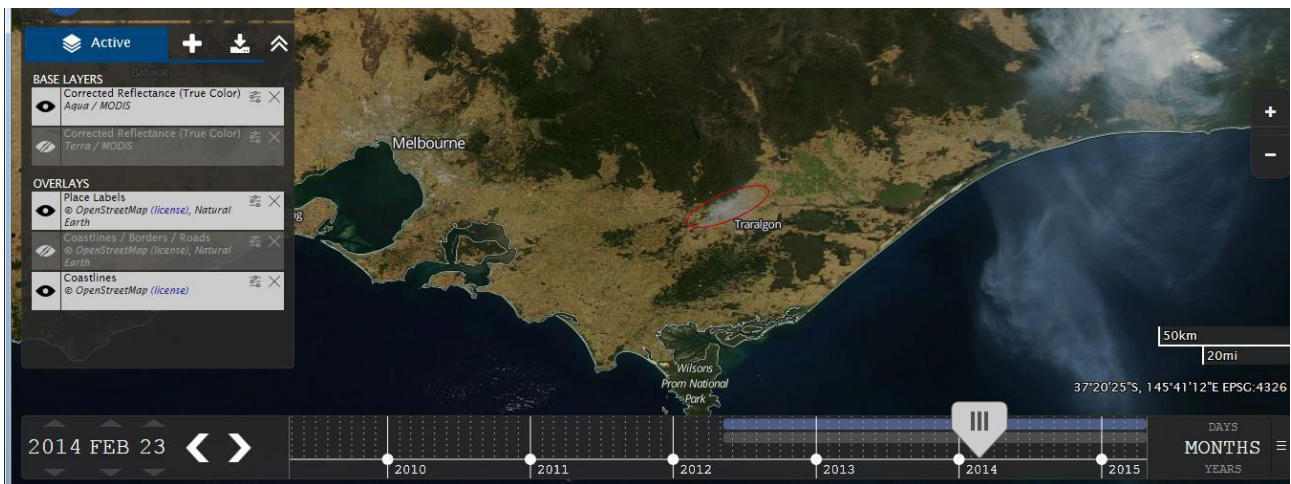 Active
Ballarat
BASE LAYERS
Corrected Reflectance (True Color)
Aqua / MODIS
Corrected Reflectance (True Color)
Terra / MODIS
OVERLAYS
Place Labels
© OpenStreetMap (license), Natural
Earth
Coastlines / Borders / Roads
© OpenStreetMap (license), Natural
Earth
Coastlines
© OpenStreetMap (license)
Melbourne
Traralgon
Wilsons
Prom National
Park
+
−
50km
20mi
37°20'25"S, 145°41'12"E EPSG:4326
2014 FEB 23
2010
2011
2012
2013
2014
2015
DAYS
MONTHS
YEARS